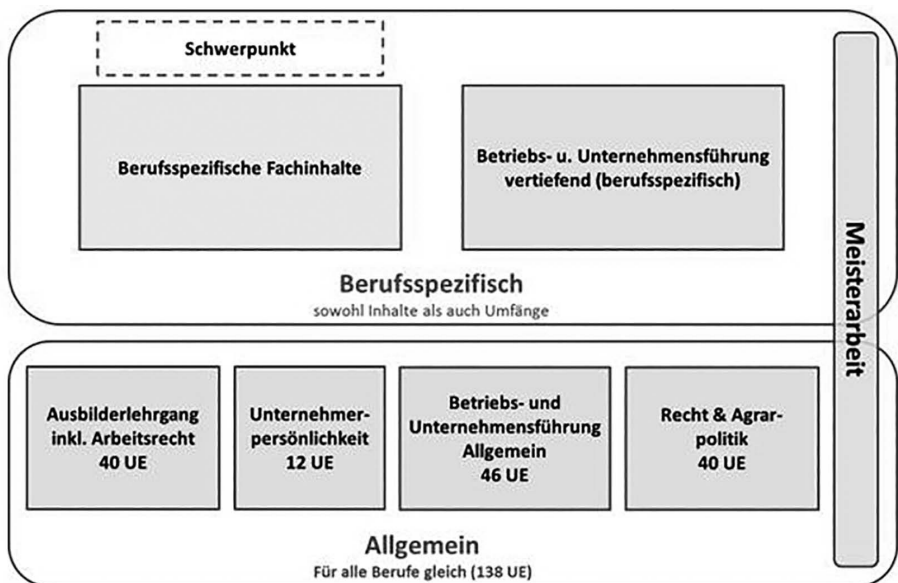 Schwerpunkt
Berufsspezifische Fachinhalte
Betriebs- u. Unternehmensführung
vertiefend (berufsspezifisch)
Berufsspezifisch
sowohl Inhalte als auch Umfänge
Meisterarbeit
Ausbilderlehrgang
inkl. Arbeitsrecht
40 UE
Unternehmer-
persönlichkeit
12 UE
Betriebs- und
Unternehmensführung
Allgemein
46 UE
Recht & Agrar-
politik
40 UE
Allgemein
Für alle Berufe gleich (138 UE)